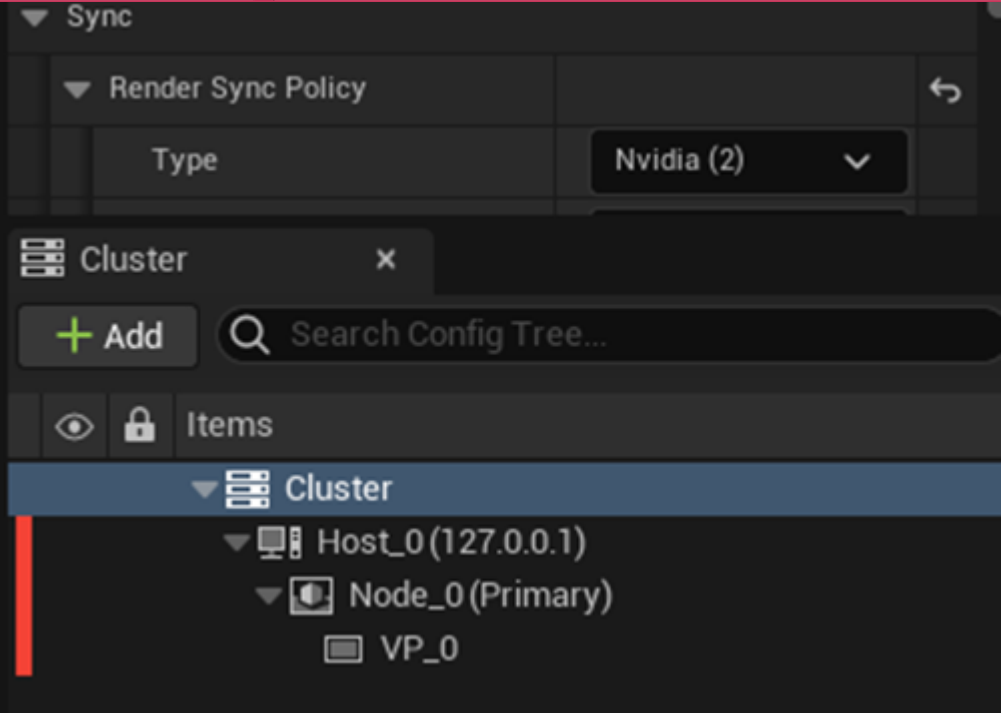 Sync
Render Sync Policy
Type
Nvidia (2)
Cluster
Add
Search Config Tree...
Items
Cluster
Host_0 (127.0.0.1)
Node_0 (Primary)
VP_0